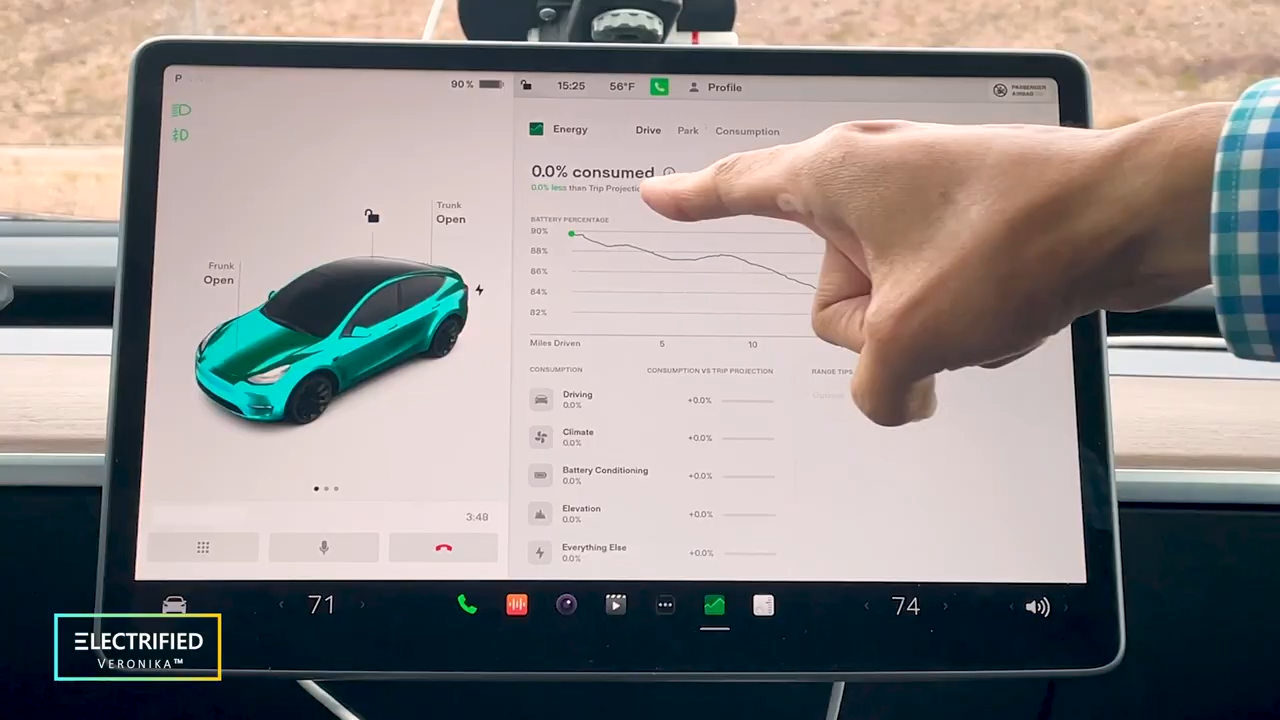 P
90%
15:25
56°F
Profile
PASSENGER
AIRBAG
Energy
Drive
Park
Consumption
0.0% consumed
0.0% less than Trip Projectio
BATTERY PERCENTAGE
90%
88%
86%
84%
82%
Miles Driven
5
10
Trunk
Open
Frunk
Open
CONSUMPTION
CONSUMPTION VS TRIP PROJECTION
RANGE TIPS
Driving
0.0%
+0.0%
Climate
0.0%
+0.0%
Battery Conditioning
0.0%
+0.0%
Elevation
0.0%
+0.0%
Everything Else
0.0%
+0.0%
3:48
71
74
ELECTRIFIED
VERONIKA™